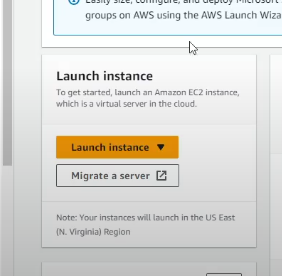 Easily size, configure, and deploy Microsoft
groups on AWS using the AWS Launch Wiza
Launch instance
To get started, launch an Amazon EC2 instance,
which is a virtual server in the cloud.
Launch instance
Migrate a server
Note: Your instances will launch in the US East
(N. Virginia) Region